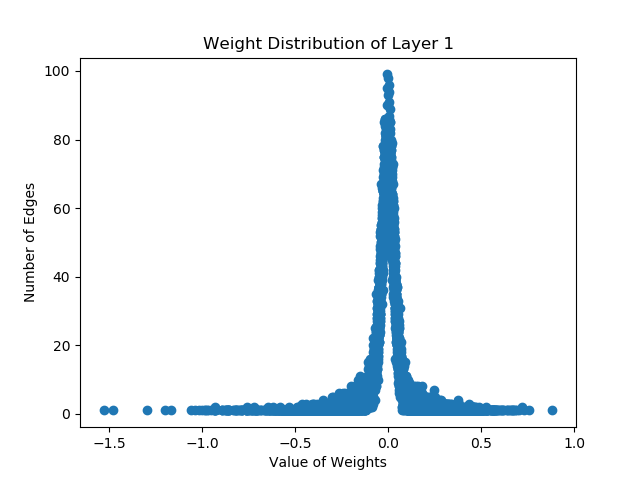 Weight Distribution of Layer 1
100
80
60
40
20
0
Number of Edges
−1.5 −1.0 −0.5 0.0 0.5 1.0
Value of Weights